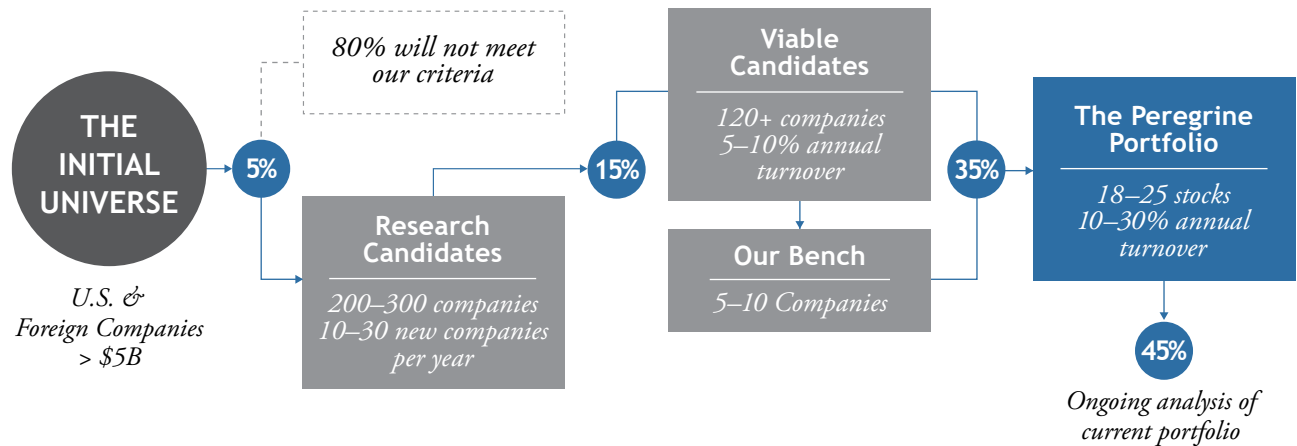 THE
INITIAL
UNIVERSE
U.S. &
Foreign Companies
> $5B
5%
80% will not meet
our criteria
Research
Candidates
200–300 companies
10–30 new companies
per year
15%
Viable
Candidates
120+ companies
5–10% annual
turnover
Our Bench
5–10 Companies
35%
The Peregrine
Portfolio
18–25 stocks
10–30% annual
turnover
45%
Ongoing analysis of
current portfolio